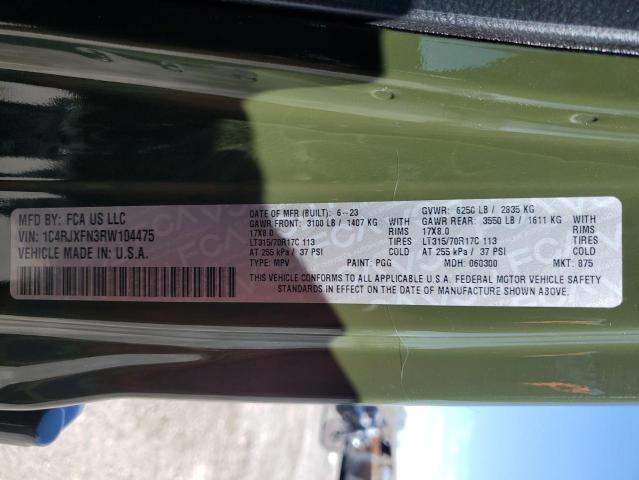 MFD BY: FCA US LLC
VIN: 1C4RJXFN3RW104475
VEHICLE MADE IN: U.S.A.
DATE OF MFR (BUILT): 6-23 GVWR: 6250 LB / 2835 KG
GAWR FRONT: 3100 LB / 1407 KG WITH GAWR REAR: 3550 LB / 1611 KG WITH
17X8.0 RIMS 17X8.0 RIMS
LT315/70R17C 113 TIRES LT315/70R17C 113 TIRES
AT 255 kPa / 37 PSI COLD AT 255 kPa / 37 PSI COLD
TYPE: MPV PAINT: PGG MDH: 060300 MKT: 875
THIS VEHICLE CONFORMS TO ALL APPLICABLE U.S.A. FEDERAL MOTOR VEHICLE SAFETY
STANDARDS IN EFFECT ON THE DATE OF MANUFACTURE SHOWN ABOVE.